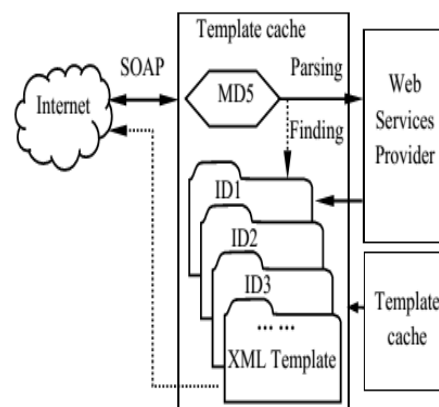 Template cache
SOAP
Parsing
MD5
Internet
Finding
Web
Services
Provider
ID1
ID2
ID3
... ...
XML Template
Template
cache